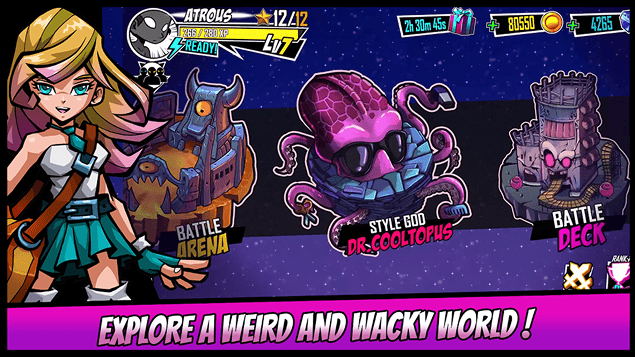 ATROUS ★ 12/12
266 / 280 XP
READY! LV7
2h 30m 45s + 80550 + 4265
BATTLE
ARENA
STYLE GOD
DR.COOLTOPUS
BATTLE
DECK
RANK
EXPLORE A WEIRD AND WACKY WORLD !